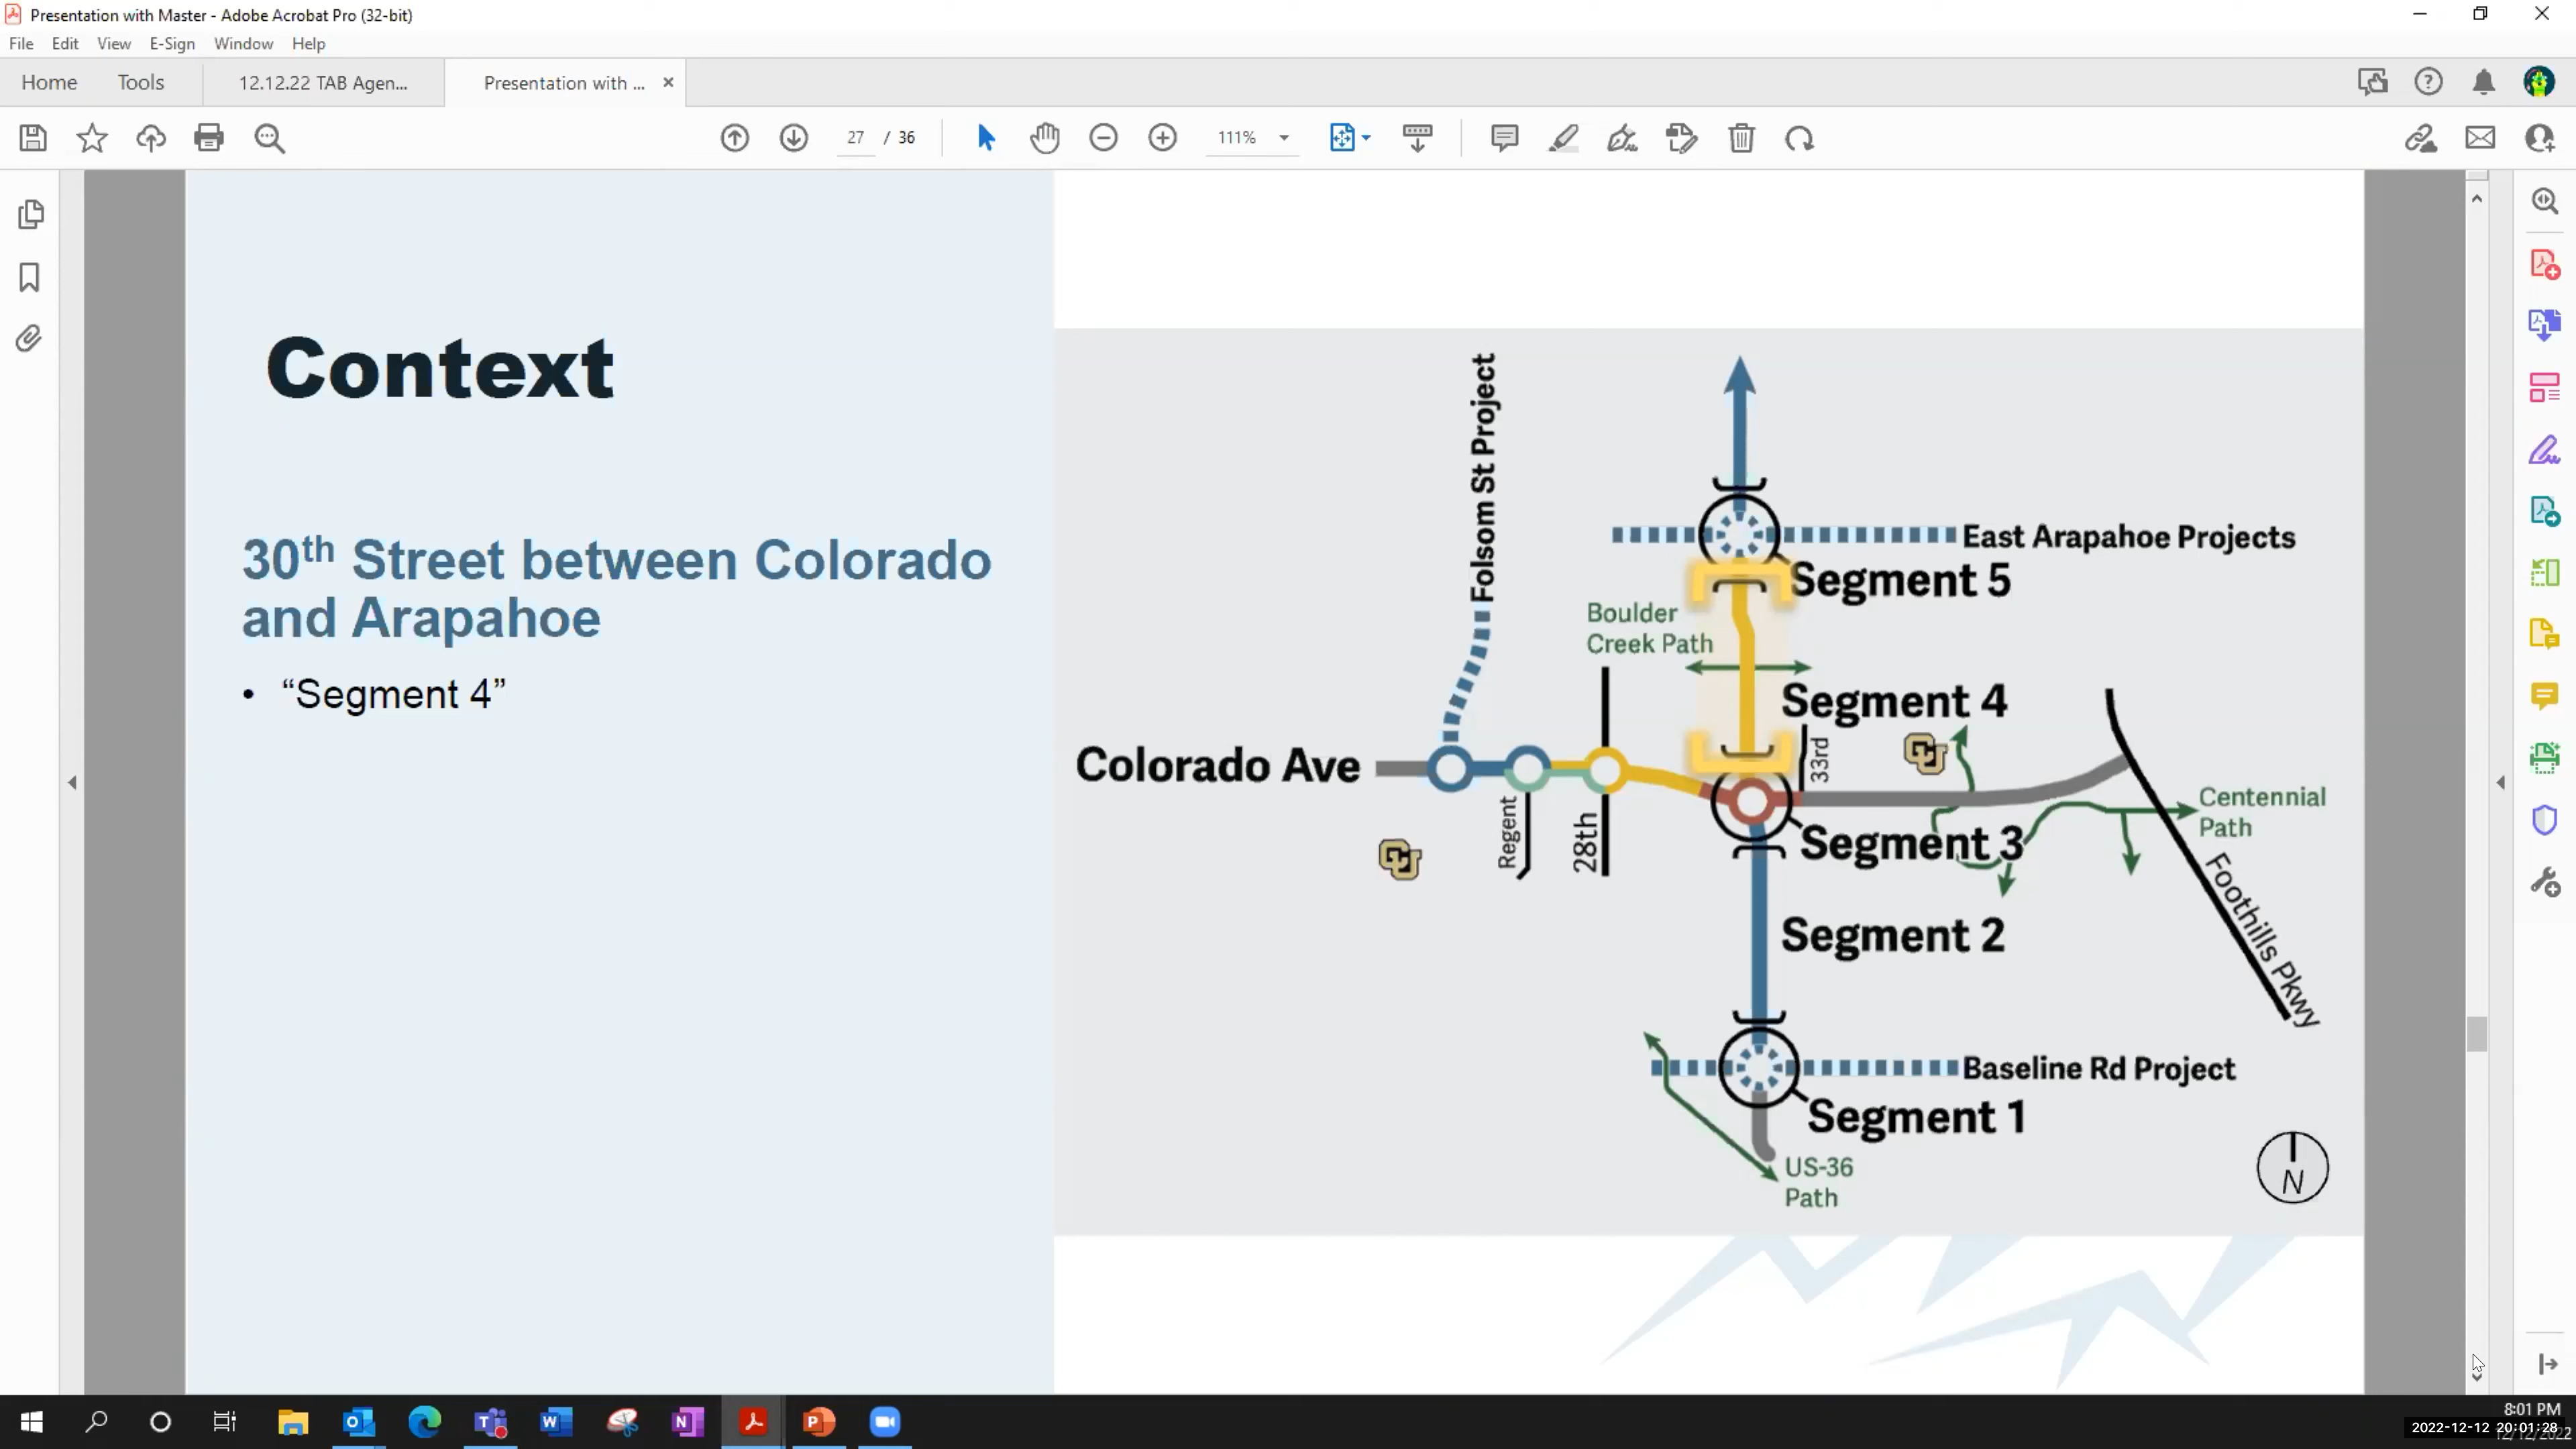 Presentation with Master - Adobe Acrobat Pro (32-bit)
File Edit View E-Sign Window Help
Home Tools 12.12.22 TAB Agen... Presentation with ...
27 / 36 111%
Context
30th Street between Colorado
and Arapahoe
• “Segment 4”
Folsom St Project
East Arapahoe Projects
Segment 5
Boulder
Creek Path
Segment 4
33rd
CU
Colorado Ave
Centennial
Path
Regent
28th
Segment 3
CU
Foothills Pkwy
Segment 2
Baseline Rd Project
Segment 1
US-36
Path
N
8:01 PM
2022-12-12 20:01:28